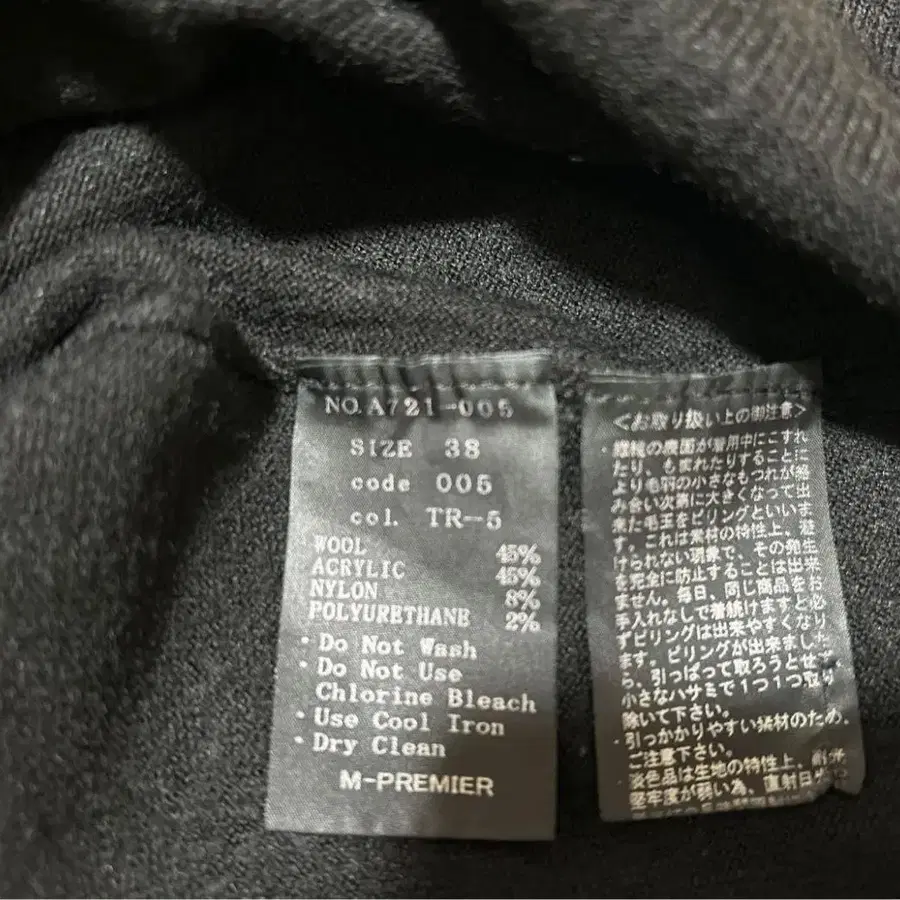 NO.A721-005
SIZE 38
code 005
col. TR-5
WOOL 45%
ACRYLIC 45%
NYLON 8%
POLYURETHANE 2%
・Do Not Wash
・Do Not Use
Chlorine Bleach
・Use Cool Iron
・Dry Clean
M-PREMIER
<お取り扱い上の御注意>
・繊維の表面が着用中にこすれ
たり、もまれたりすることに
より毛羽の小さなもつれが絡
み合い次第に大きくなって出
来た毛玉をピリングといいま
す。これは素材の特性上、避
けられない現象で、その発生
を完全に防止することは出来
ません。毎日、同じ商品をお
手入れなしで着続けますと必
ずピリングは出来やすくなり
ます。ピリングが出来ました
ら、引っぱって取ろうとせず、
小さなハサミで1つ1つ取り
除いて下さい。
・引っかかりやすい素材のため、
ご注意下さい。
・淡色品は生地の特性上、耐光
堅牢度が弱い為、直射日光